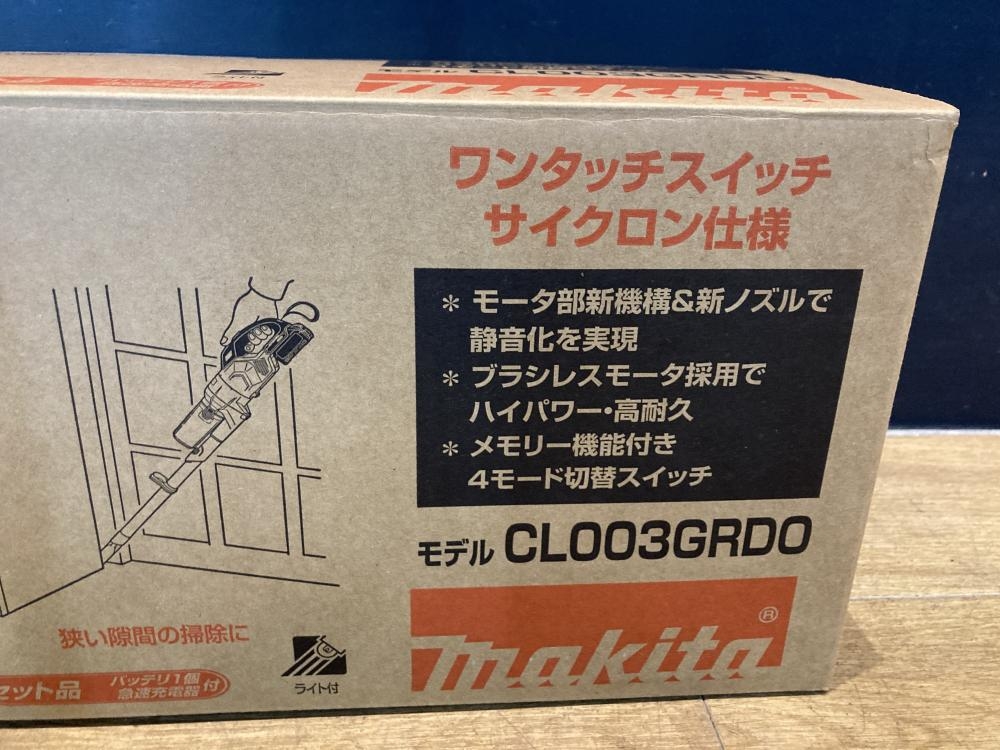 makita
ライト付
ワンタッチスイッチ
サイクロン仕様
* モータ部新機構&新ノズルで
静音化を実現
* ブラシレスモータ採用で
ハイパワー・高耐久
* メモリー機能付き
4モード切替スイッチ
モデル CL003GRDO
makita®
狭い隙間の掃除に
ライト付
セット品 バッテリ1個
急速充電器 付